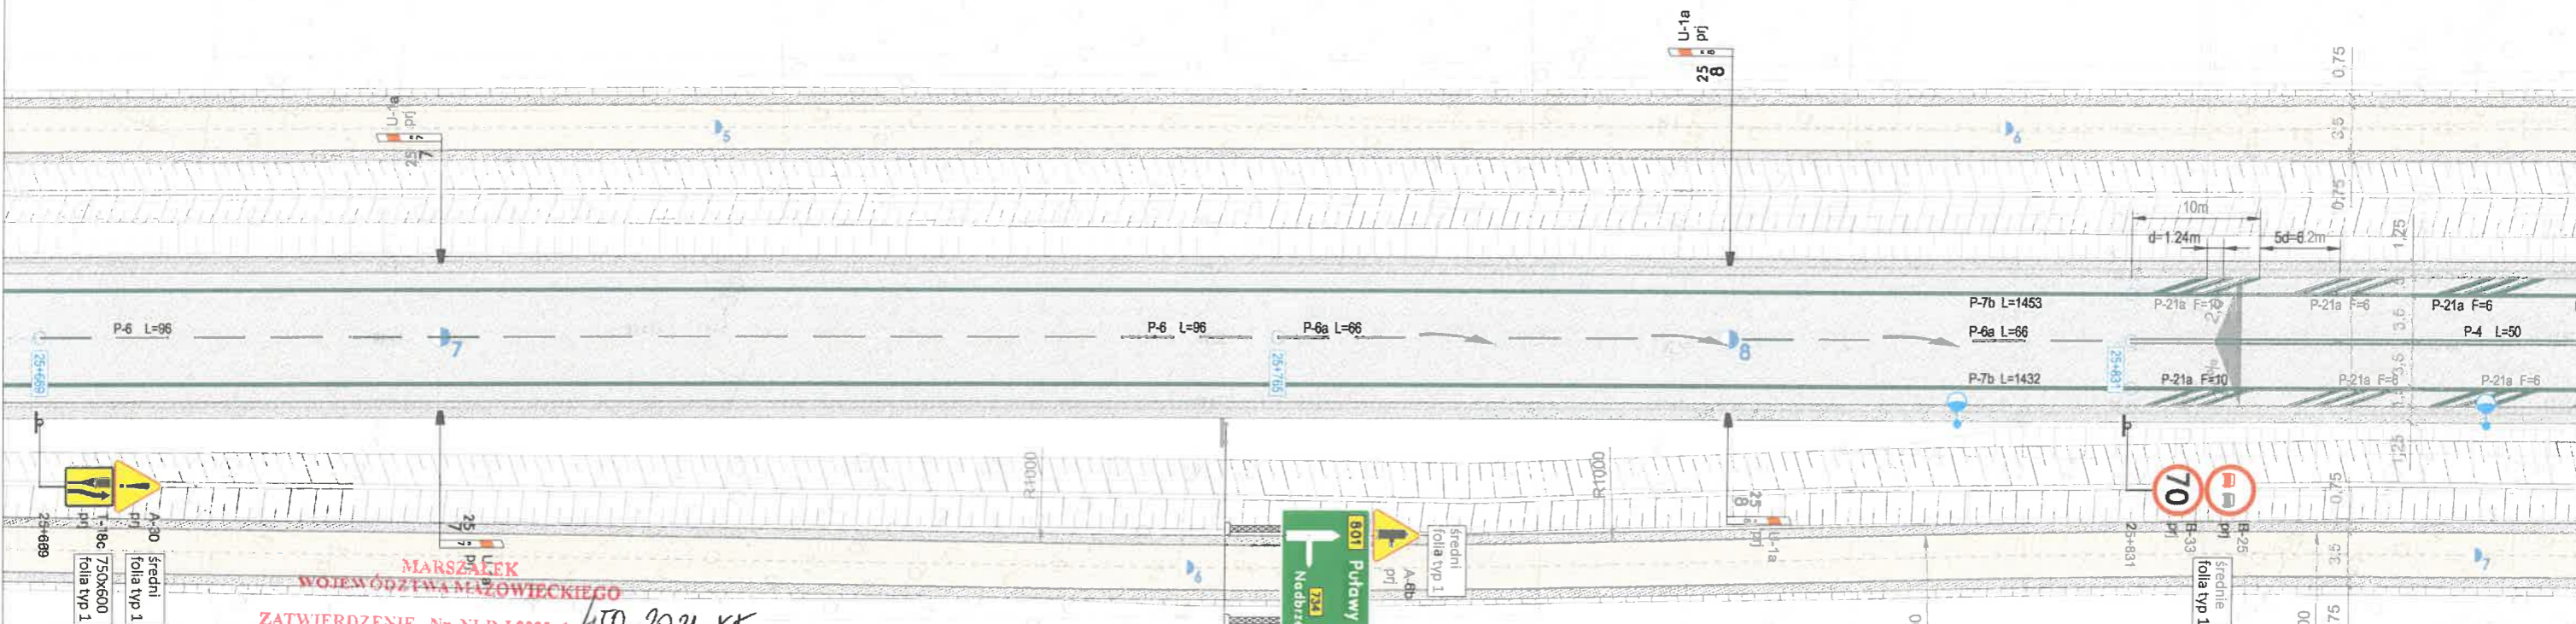 U-1a
prj
25
8
0,75
U-1a
prj
25
7
5
6
3.5
0,75
10m
d=1.24m
5d=6.2m
1,25
P-7b L=1453
P-21a F=10
P-21a F=6
P-21a F=6
P-6 L=96
7
P-6 L=96
P-6a L=66
8
P-6a L=66
3,5
P-4 L=50
25+669
25+765
25+831
P-7b L=1432
P-21a F=10
P-21a F=6
P-21a F=6
3,5
1,25
R1000
R1000
70
0,75
25+669
T-18c
prj
750x600
folia typ 1
A-30
prj
średni
folia typ 1
25
7
prj
U-1a
6
801
Puławy
734
A-6b
prj
średni
folia typ 1
25
8
prj
U-1a
25+831
B-33
prj
B-25
prj
średnie
folia typ 1
3.5
7
75
MARSZAŁEK
WOJEWÓDZTWA MAZOWIECKIEGO
ZATWIERDZENIE Nr